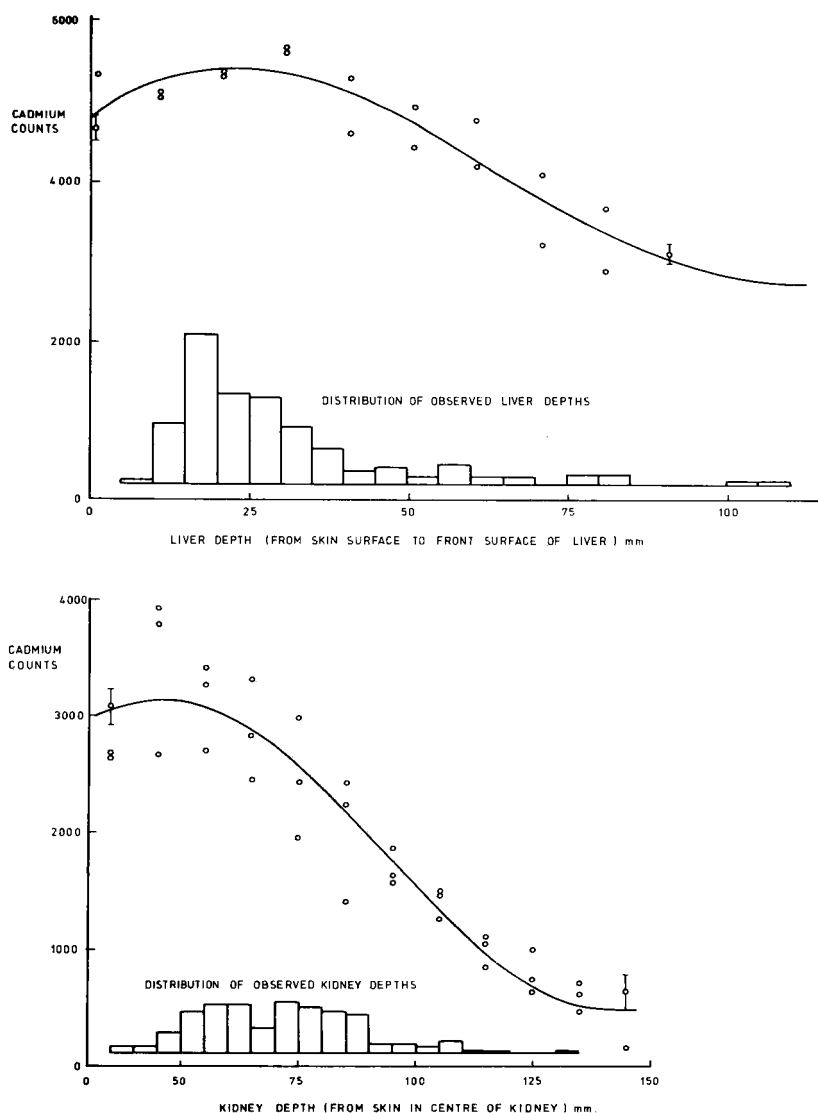 6000
CADMIUM
COUNTS
4000
2000
DISTRIBUTION OF OBSERVED LIVER DEPTHS
0
0 25 50 75 100
LIVER DEPTH (FROM SKIN SURFACE TO FRONT SURFACE OF LIVER) mm
4000
CADMIUM
COUNTS
3000
2000
1000
DISTRIBUTION OF OBSERVED KIDNEY DEPTHS
0
0 50 75 100 125 150
KIDNEY DEPTH (FROM SKIN IN CENTRE OF KIDNEY) mm.